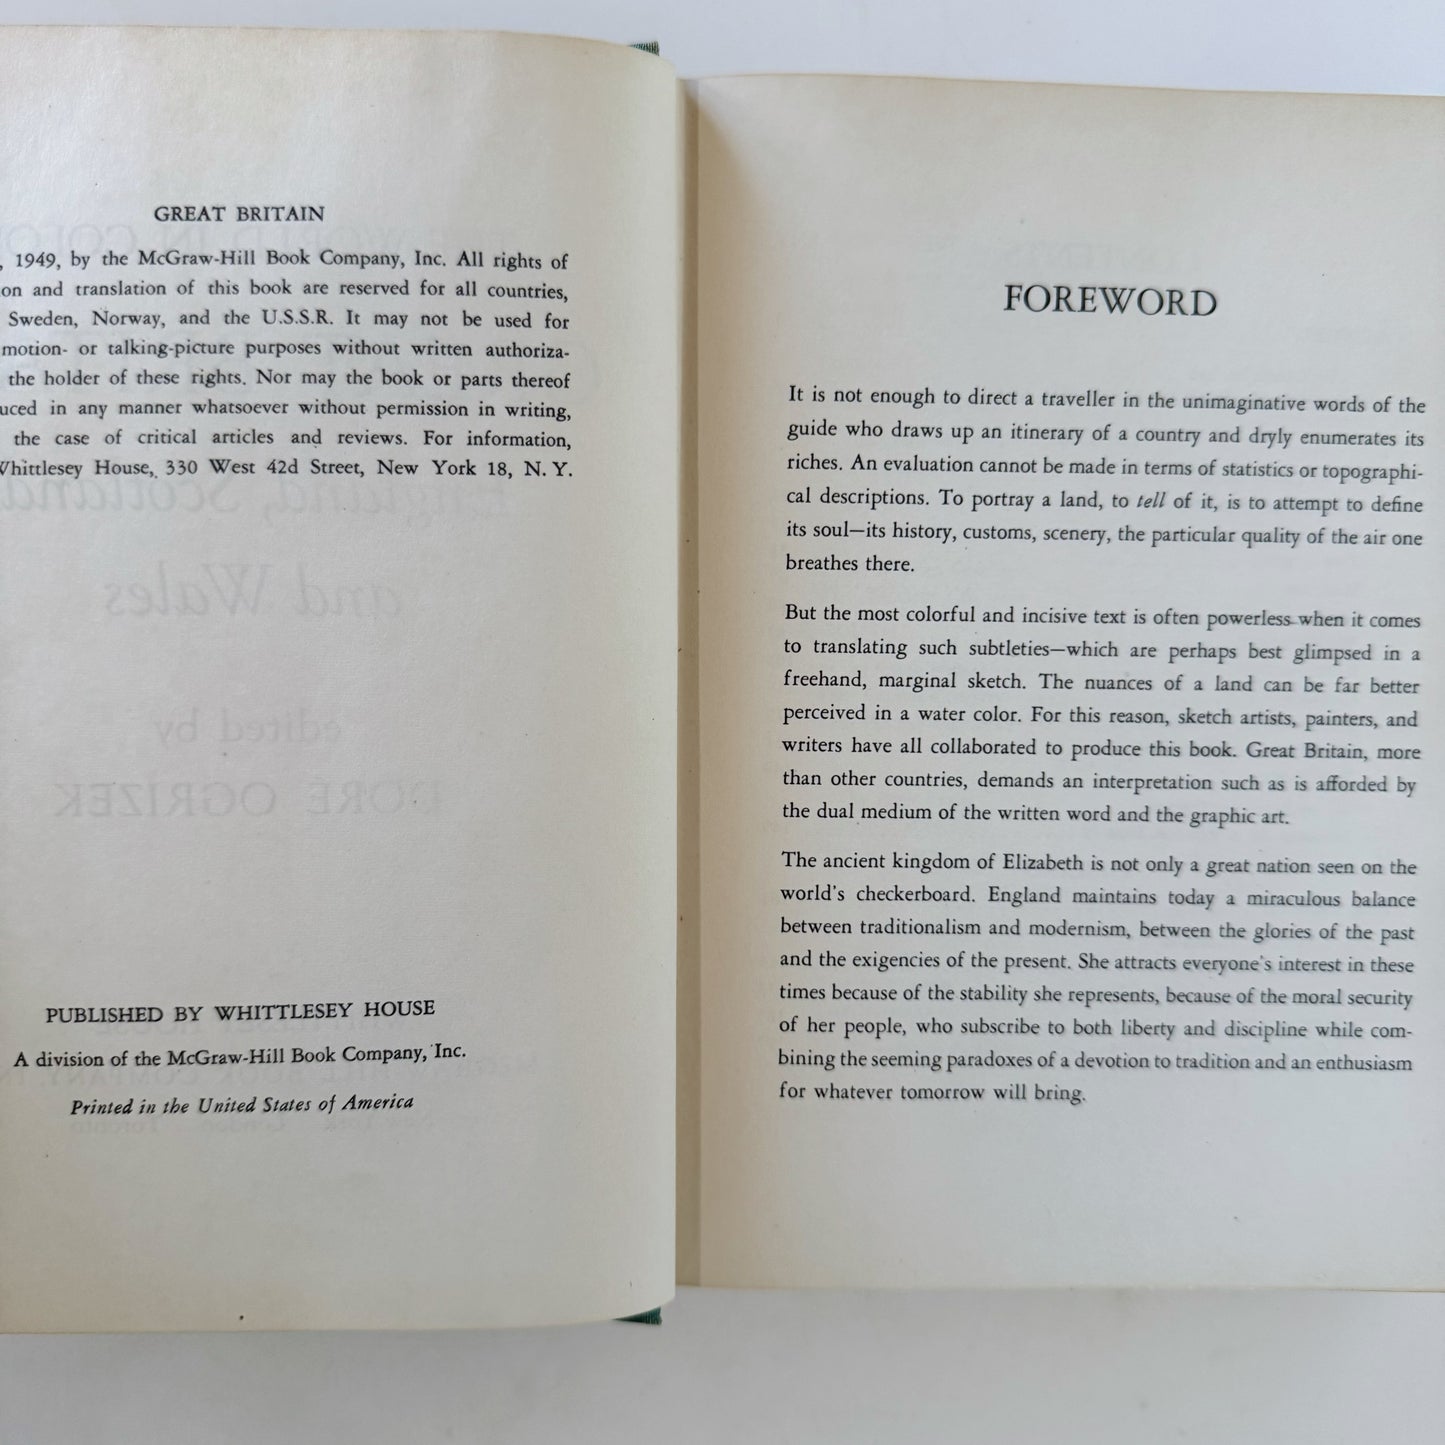 GREAT BRITAIN
, 1949, by the McGraw-Hill Book Company, Inc. All rights of
on and translation of this book are reserved for all countries,
Sweden, Norway, and the U.S.S.R. It may not be used for
motion- or talking-picture purposes without written authoriza-
the holder of these rights. Nor may the book or parts thereof
uced in any manner whatsoever without permission in writing,
the case of critical articles and reviews. For information,
Whittlesey House, 330 West 42d Street, New York 18, N. Y.
England, Scotland
and Wales
edited by
ORE OGRIZEK
PUBLISHED BY WHITTLESEY HOUSE
A division of the McGraw-Hill Book Company, Inc.
Printed in the United States of America
FOREWORD
It is not enough to direct a traveller in the unimaginative words of the
guide who draws up an itinerary of a country and dryly enumerates its
riches. An evaluation cannot be made in terms of statistics or topographi-
cal descriptions. To portray a land, to tell of it, is to attempt to define
its soul—its history, customs, scenery, the particular quality of the air one
breathes there.
But the most colorful and incisive text is often powerless when it comes
to translating such subtleties—which are perhaps best glimpsed in a
freehand, marginal sketch. The nuances of a land can be far better
perceived in a water color. For this reason, sketch artists, painters, and
writers have all collaborated to produce this book. Great Britain, more
than other countries, demands an interpretation such as is afforded by
the dual medium of the written word and the graphic art.
The ancient kingdom of Elizabeth is not only a great nation seen on the
world's checkerboard. England maintains today a miraculous balance
between traditionalism and modernism, between the glories of the past
and the exigencies of the present. She attracts everyone's interest in these
times because of the stability she represents, because of the moral security
of her people, who subscribe to both liberty and discipline while com-
bining the seeming paradoxes of a devotion to tradition and an enthusiasm
for whatever tomorrow will bring.